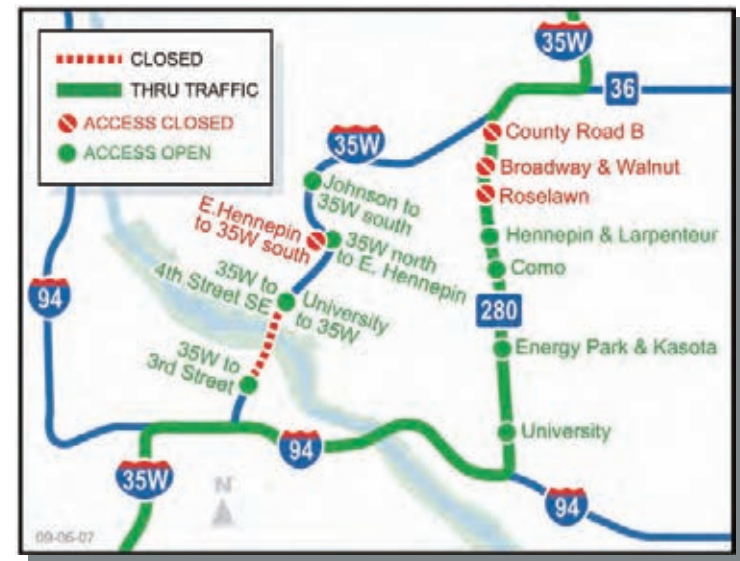 CLOSED
THRU TRAFFIC
ACCESS CLOSED
ACCESS OPEN
35W
36
35W
County Road B
Broadway & Walnut
Roselawn
Johnson to
35W south
E.Hennepin
to 35W south
35W north
to E. Hennepin
Hennepin & Larpenteur
Como
94
35W to
4th Street SE
University
to 35W
280
Energy Park & Kasota
35W to
3rd Street
University
94
35W
N
94
09-06-07